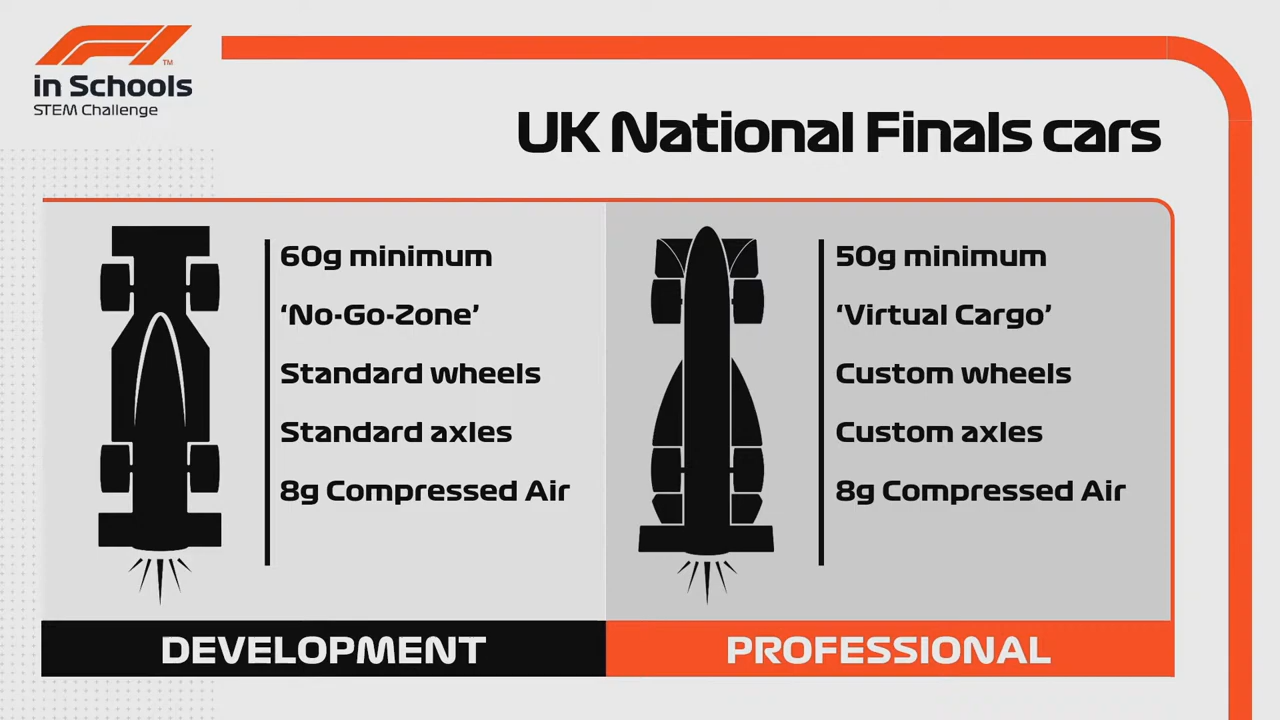 TM
in Schools
STEM Challenge
UK National Finals cars
60g minimum
‘No-Go-Zone’
Standard wheels
Standard axles
8g Compressed Air
DEVELOPMENT
50g minimum
‘Virtual Cargo’
Custom wheels
Custom axles
8g Compressed Air
PROFESSIONAL